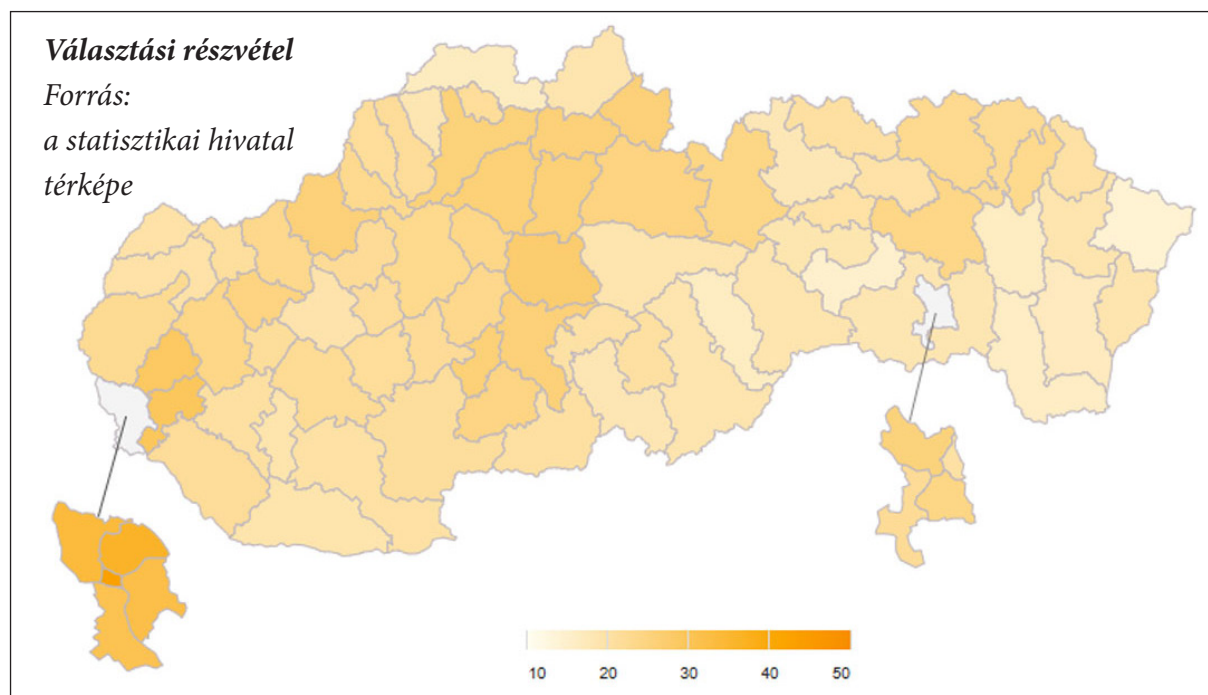 Választási részvétel
Forrás:
a statisztikai hivatal
térképe
10 20 30 40 50